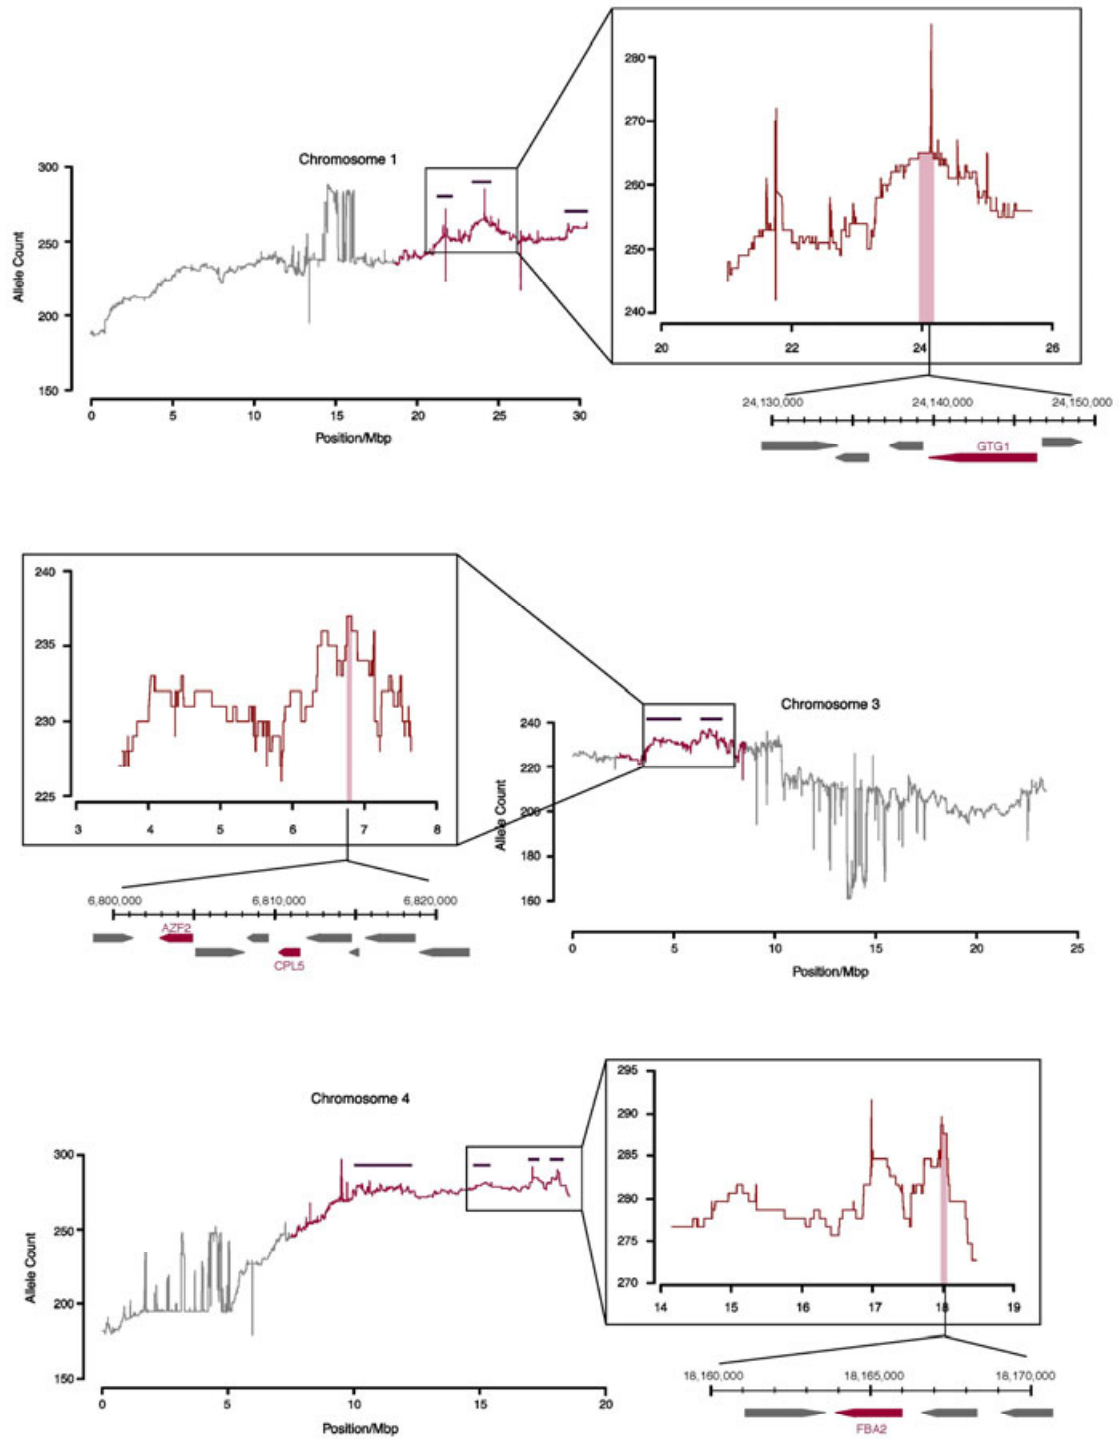 Chromosome 1
Allele Count
300
250
200
150
0 5 10 15 20 25 30
Position/Mbp
280
270
260
250
240
20 22 24 26
24,130,000 24,140,000 24,150,000
GTG1
240
235
230
225
3 4 5 6 7 8
6,800,000 6,810,000 6,820,000
AZF2
CPL5
Chromosome 3
Allele Count
240
220
200
180
160
0 5 10 15 20 25
Position/Mbp
Chromosome 4
Allele Count
300
250
200
150
0 5 10 15 20
Position/Mbp
295
290
285
280
275
270
14 15 16 17 18 19
18,160,000 18,165,000 18,170,000
FBA2